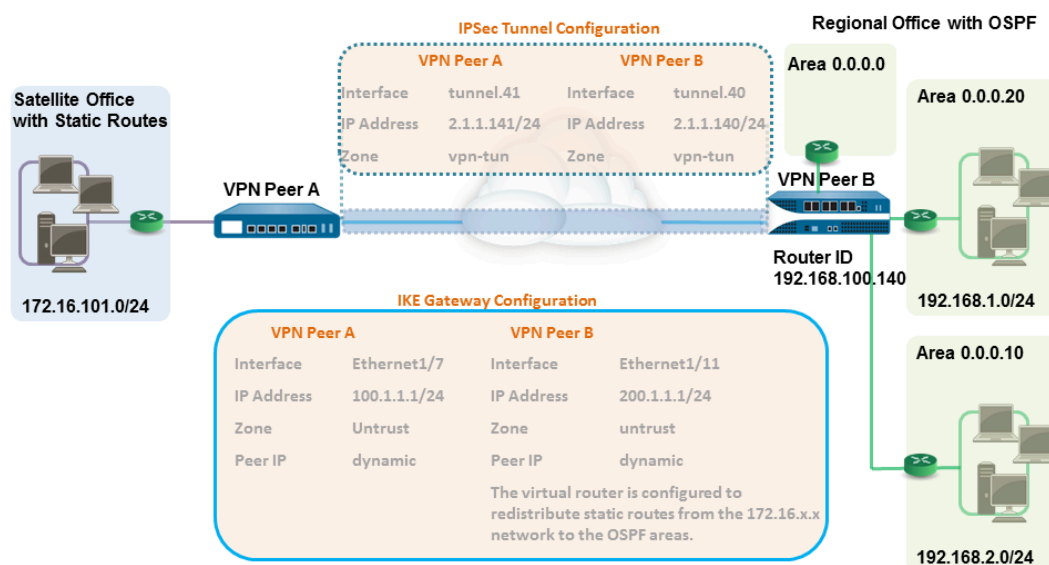 IPSec Tunnel Configuration
VPN Peer A VPN Peer B
Interface tunnel.41 Interface tunnel.40
IP Address 2.1.1.141/24 IP Address 2.1.1.140/24
Zone vpn-tun Zone vpn-tun
Regional Office with OSPF
Area 0.0.0.0
Area 0.0.0.20
Satellite Office
with Static Routes
VPN Peer A
VPN Peer B
Router ID
192.168.100.140
172.16.101.0/24
192.168.1.0/24
IKE Gateway Configuration
VPN Peer A VPN Peer B
Interface Ethernet1/7 Interface Ethernet1/11
IP Address 100.1.1.1/24 IP Address 200.1.1.1/24
Zone Untrust Zone untrust
Peer IP dynamic Peer IP dynamic
The virtual router is configured to
redistribute static routes from the 172.16.x.x
network to the OSPF areas.
Area 0.0.0.10
192.168.2.0/24